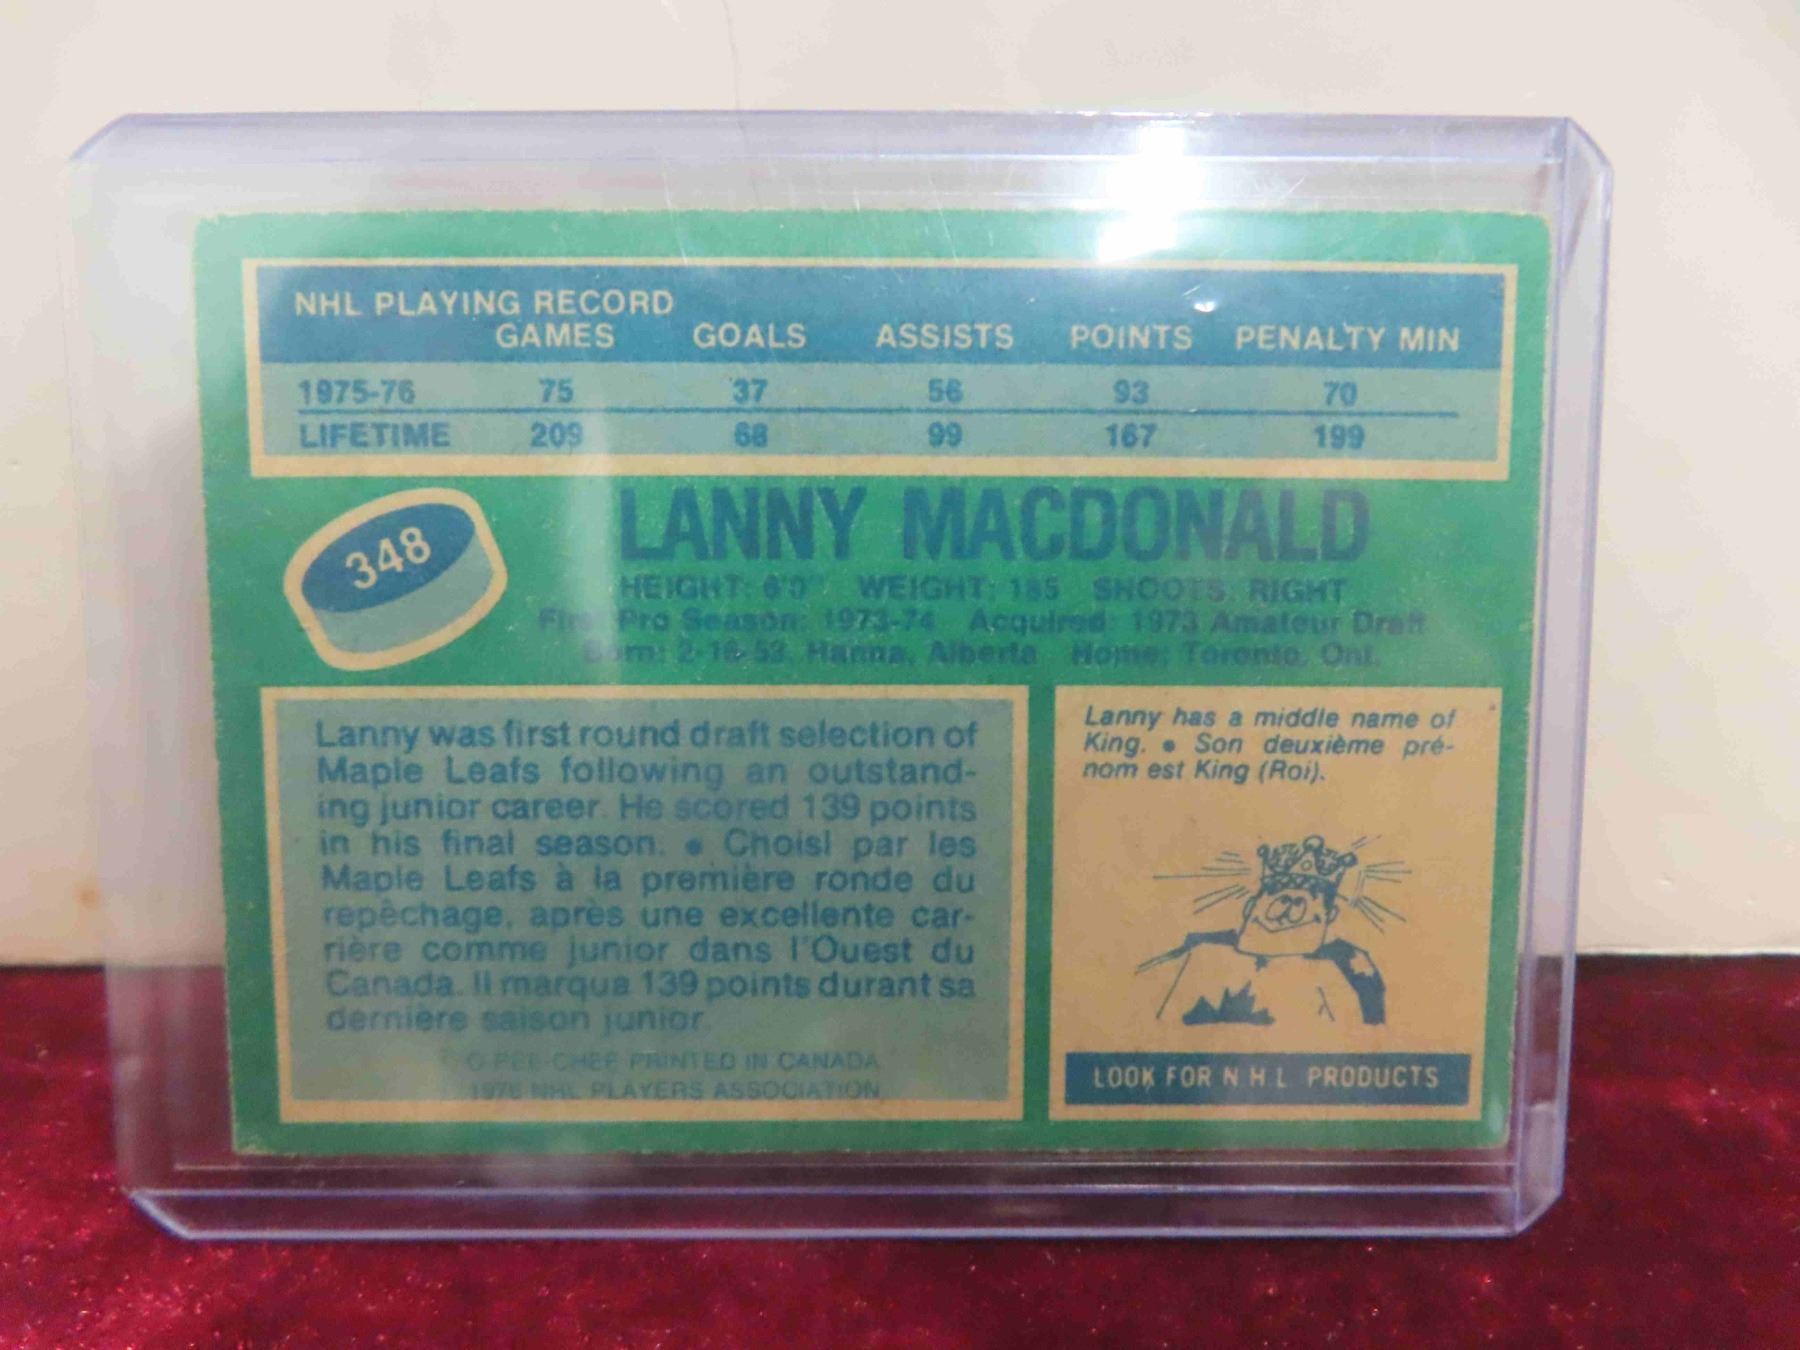 NHL PLAYING RECORD
GAMES GOALS ASSISTS POINTS PENALTY MIN
1975-76 75 37 56 93 70
LIFETIME 209 68 99 167 199
348
LANNY MACDONALD
HEIGHT: 6'0" WEIGHT: 185 SHOOTS: RIGHT
First Pro Season: 1973-74 Acquired: 1973 Amateur Draft
Born: 2-16-53, Hanna, Alberta Home: Toronto, Ont.
Lanny was first round draft selection of
Maple Leafs following an outstand-
ing junior career. He scored 139 points
in his final season. • Choisi par les
Maple Leafs à la première ronde du
repêchage, après une excellente car-
rière comme junior dans l'Ouest du
Canada. Il marqua 139 points durant sa
dernière saison junior.
O-PEE-CHEE PRINTED IN CANADA
1976 NHL PLAYERS ASSOCIATION
Lanny has a middle name of
King. • Son deuxième pré-
nom est King (Roi).
LOOK FOR N H L PRODUCTS